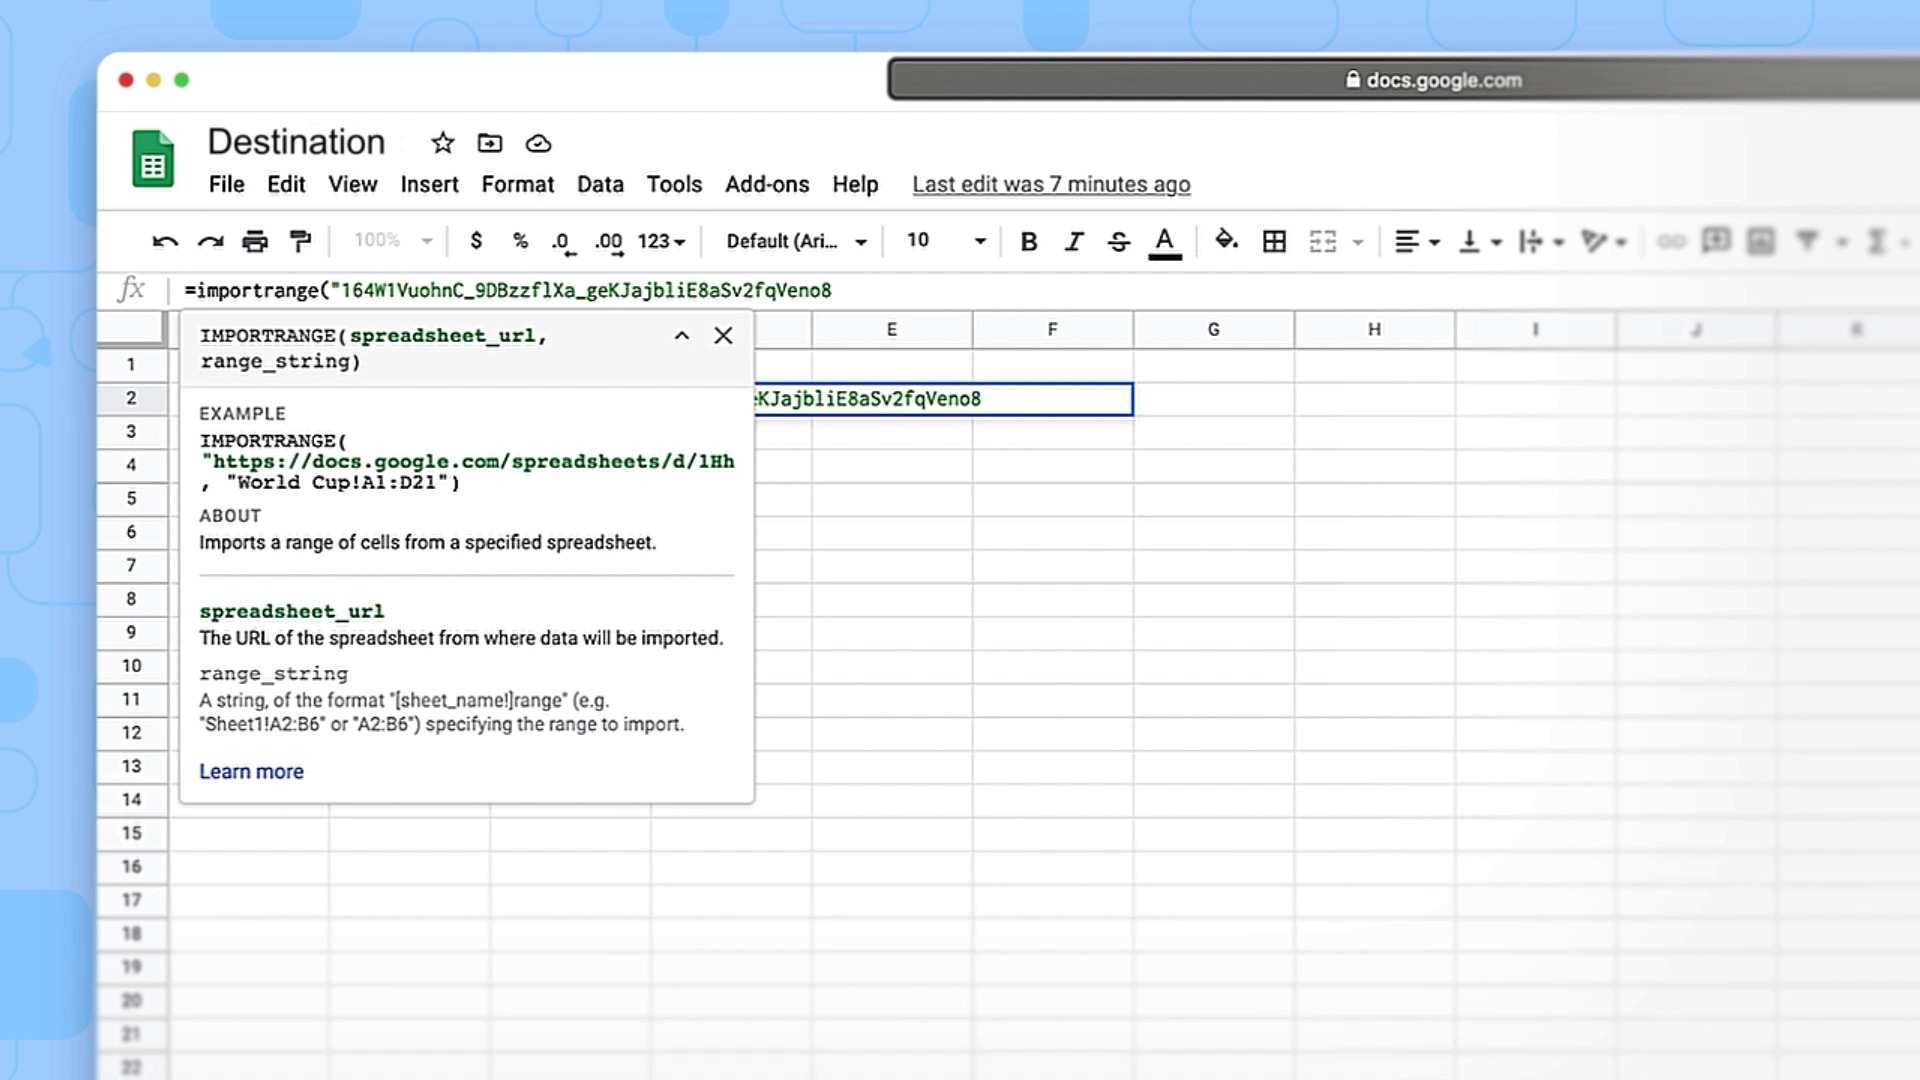 docs.google.com
Destination
File Edit View Insert Format Data Tools Add-ons Help Last edit was 7 minutes ago
100% $ % .0 .00 123 Default (Ari... 10 B I S A
fx =importrange("164W1VuohnC_9DBzzflXa_geKJajbliE8aSv2fqVeno8
E F G H I J K
IMPORTRANGE(spreadsheet_url,
range_string)
EXAMPLE
IMPORTRANGE(
"https://docs.google.com/spreadsheets/d/1Hh
, "World Cup!A1:D21")
ABOUT
Imports a range of cells from a specified spreadsheet.
spreadsheet_url
The URL of the spreadsheet from where data will be imported.
range_string
A string, of the format "[sheet_name!]range" (e.g.
"Sheet1!A2:B6" or "A2:B6") specifying the range to import.
Learn more
1
2 eKJajbliE8aSv2fqVeno8
3
4
5
6
7
8
9
10
11
12
13
14
15
16
17
18
19
20
21
22